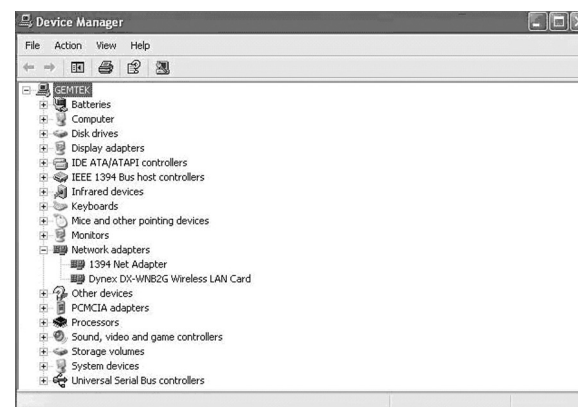 Device Manager
File Action View Help
GEMTEK
Batteries
Computer
Disk drives
Display adapters
IDE ATA/ATAPI controllers
IEEE 1394 Bus host controllers
Infrared devices
Keyboards
Mice and other pointing devices
Monitors
Network adapters
1394 Net Adapter
Dynex DX-WNB2G Wireless LAN Card
Other devices
PCMCIA adapters
Processors
Sound, video and game controllers
Storage volumes
System devices
Universal Serial Bus controllers